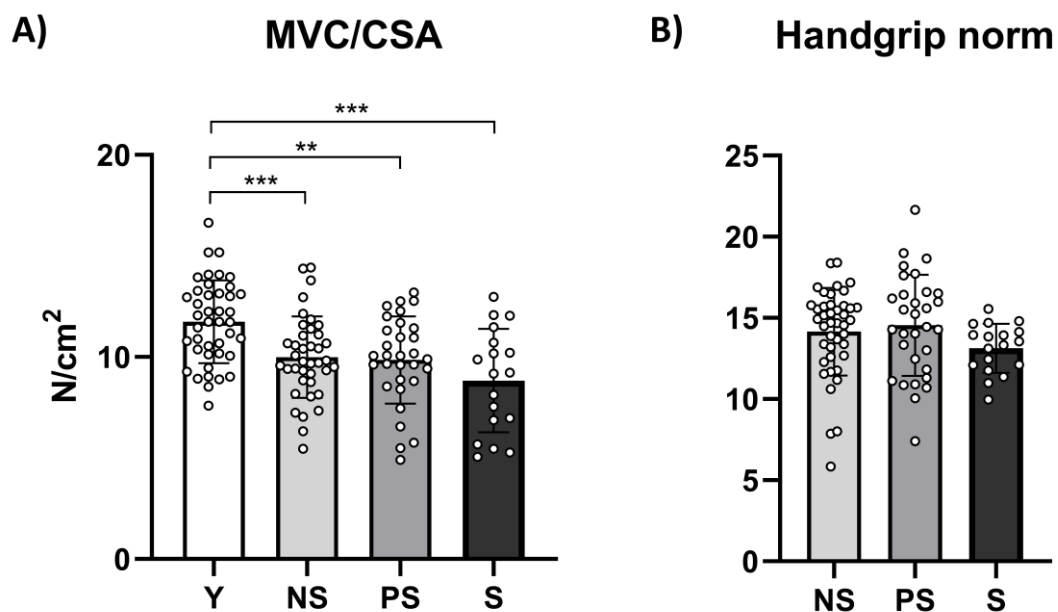 A)
MVC/CSA
***
**
***
20
10
0
N/cm²
Y NS PS S
B)
Handgrip norm
25
20
15
10
5
0
NS PS S